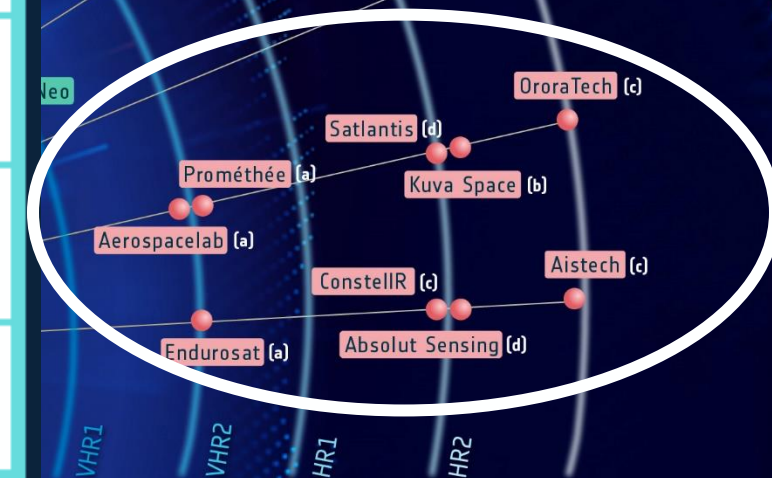 Neo
OroraTech (c)
Satlantis (d)
Prométhée (a)
Kuva Space (b)
Aerospacelab (a)
Aistech (c)
ConstellR (c)
Absolut Sensing (d)
Endurosat (a)
VHR1
VHR2
HR1
HR2